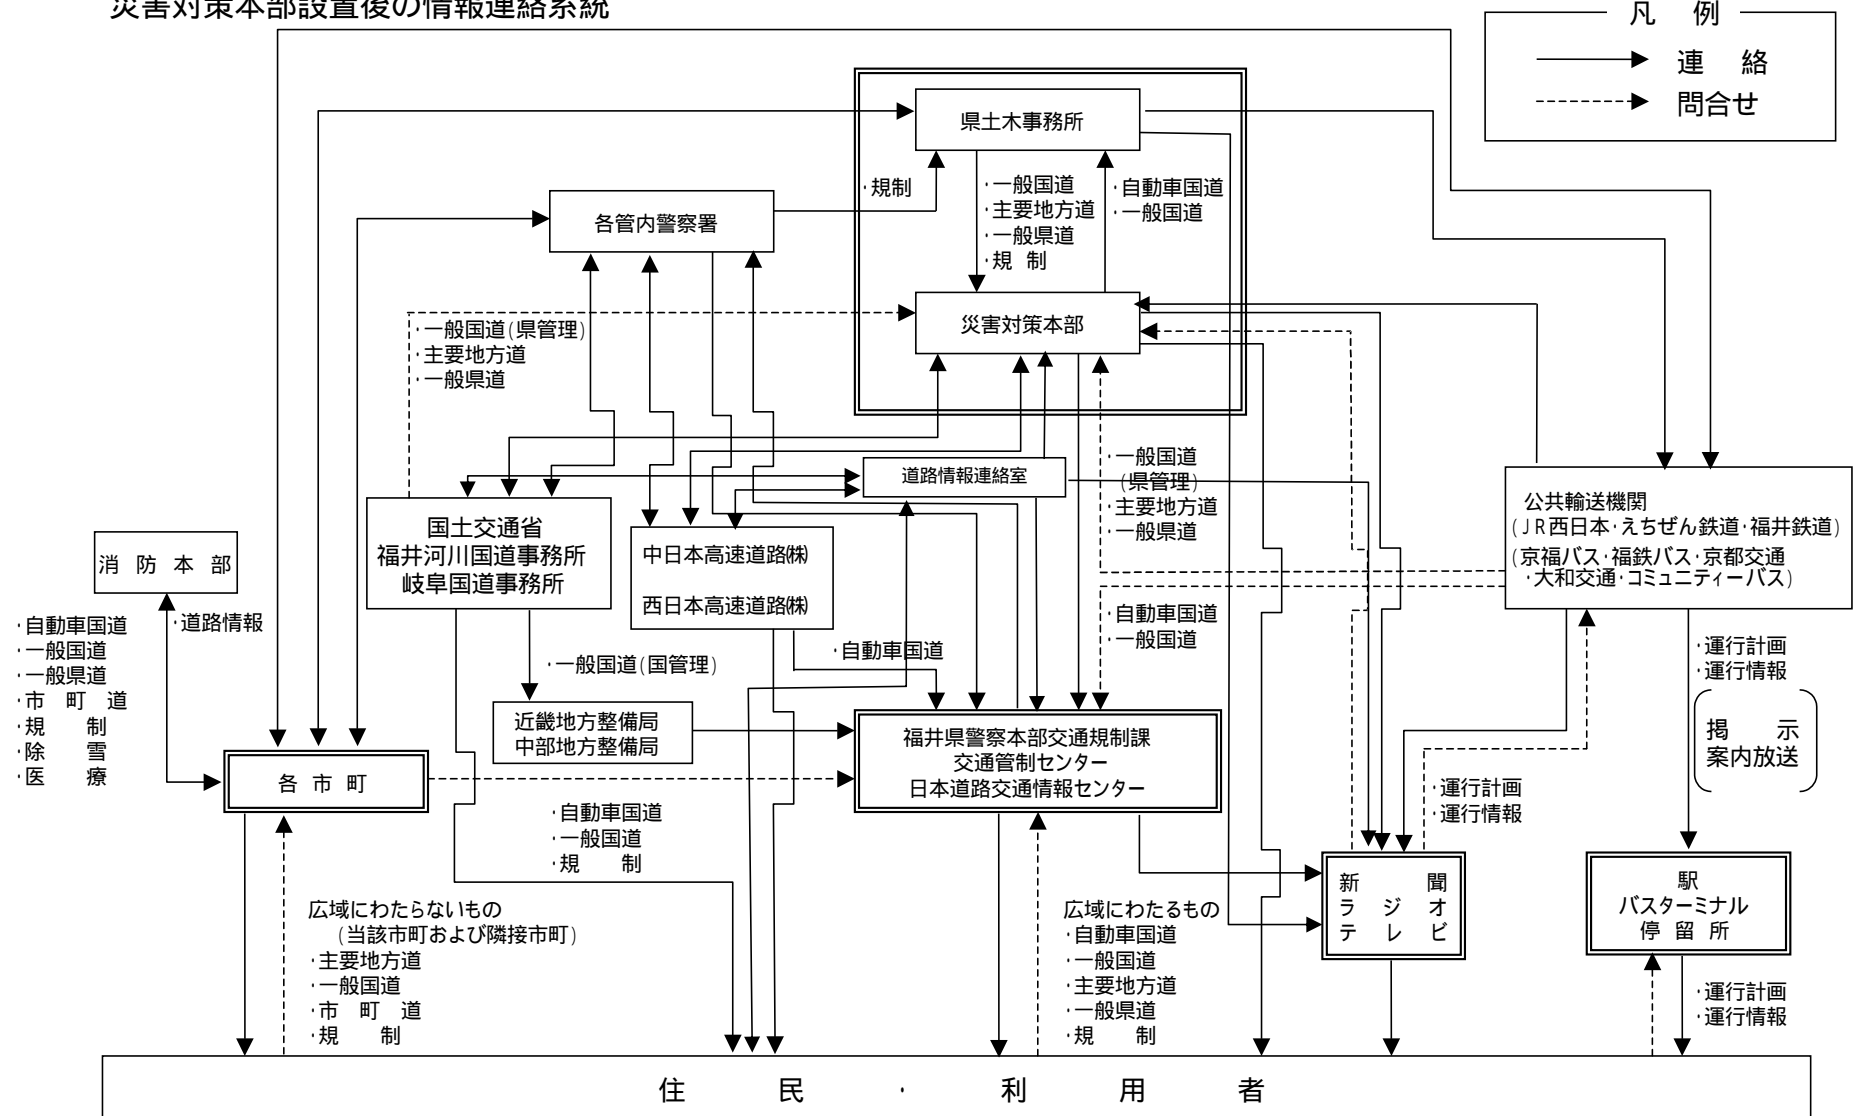 災害対策本部設置後の情報連絡系統
凡　例
連　絡
問合せ
県土木事務所
・規制
・一般国道
・主要地方道
・一般県道
・規　制
・自動車国道
・一般国道
各管内警察署
災害対策本部
・一般国道(県管理)
・主要地方道
・一般県道
道路情報連絡室
・一般国道
(県管理)
・主要地方道
・一般県道
公共輸送機関
(JR西日本・えちぜん鉄道・福井鉄道)
(京福バス・福鉄バス・京都交通
・大和交通・コミュニティーバス)
国土交通省
福井河川国道事務所
岐阜国道事務所
中日本高速道路㈱
西日本高速道路㈱
消 防 本 部
・道路情報
・自動車国道
・一般国道
・一般県道
・市　町　道
・規　　制
・除　　雪
・医　　療
・自動車国道
・一般国道
・自動車国道
・一般国道(国管理)
・運行計画
・運行情報
掲　　示
案内放送
近畿地方整備局
中部地方整備局
福井県警察本部交通規制課
交通管制センター
日本道路交通情報センター
各 市 町
・運行計画
・運行情報
・自動車国道
・一般国道
・規　　制
新　　聞
ラ　ジ　オ
テ　レ　ビ
駅
バスターミナル
停 留 所
広域にわたらないもの
(当該市町および隣接市町)
・主要地方道
・一般国道
・市　町　道
・規　　制
広域にわたるもの
・自動車国道
・一般国道
・主要地方道
・一般県道
・規　　制
・運行計画
・運行情報
住　民　・　利　用　者